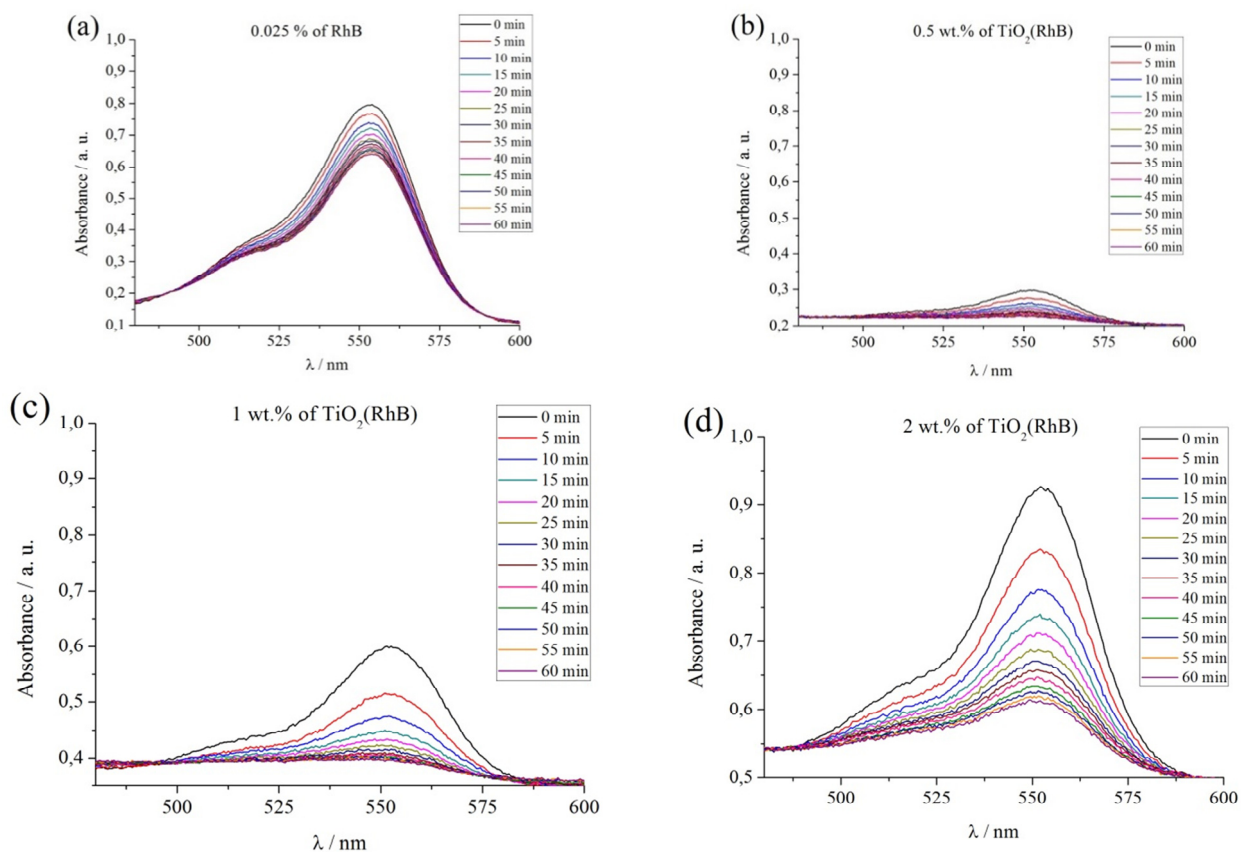 (a)
0.025 % of RhB
1,0
0,9
0,8
0,7
0,6
0,5
0,4
0,3
0,2
0,1
Absorbance / a. u.
500
525
550
575
600
λ / nm
0 min
5 min
10 min
15 min
20 min
25 min
30 min
35 min
40 min
45 min
50 min
55 min
60 min
(b)
0.5 wt.% of TiO₂(RhB)
1,0
0,9
0,8
0,7
0,6
0,5
0,4
0,3
0,2
Absorbance / a. u.
500
525
550
575
600
λ / nm
0 min
5 min
10 min
15 min
20 min
25 min
30 min
35 min
40 min
45 min
50 min
55 min
60 min
(c)
1 wt.% of TiO₂(RhB)
1,0
0,9
0,8
0,7
0,6
0,5
0,4
Absorbance / a. u.
500
525
550
575
600
λ / nm
0 min
5 min
10 min
15 min
20 min
25 min
30 min
35 min
40 min
45 min
50 min
55 min
60 min
(d)
2 wt.% of TiO₂(RhB)
1,0
0,9
0,8
0,7
0,6
0,5
Absorbance / a. u.
500
525
550
575
600
λ / nm
0 min
5 min
10 min
15 min
20 min
25 min
30 min
35 min
40 min
45 min
50 min
55 min
60 min